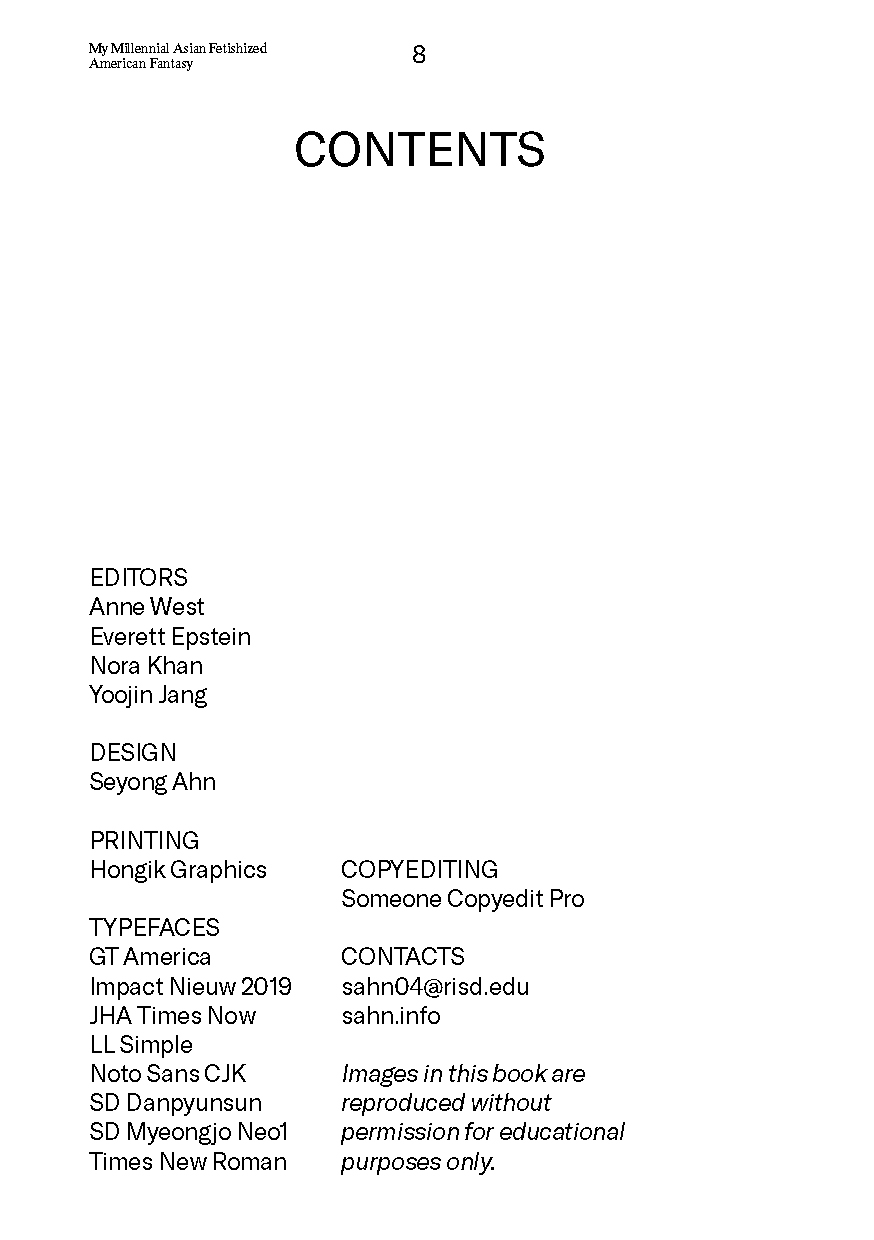 My Millennial Asian Fetishized
American Fantasy
8
CONTENTS
EDITORS
Anne West
Everett Epstein
Nora Khan
Yoojin Jang
DESIGN
Seyong Ahn
PRINTING
Hongik Graphics
TYPEFACES
GT America
Impact Nieuw 2019
JHA Times Now
LL Simple
Noto Sans CJK
SD Danpyunsun
SD Myeongjo Neo1
Times New Roman
COPYEDITING
Someone Copyedit Pro
CONTACTS
sahn04@risd.edu
sahn.info
Images in this book are
reproduced without
permission for educational
purposes only.